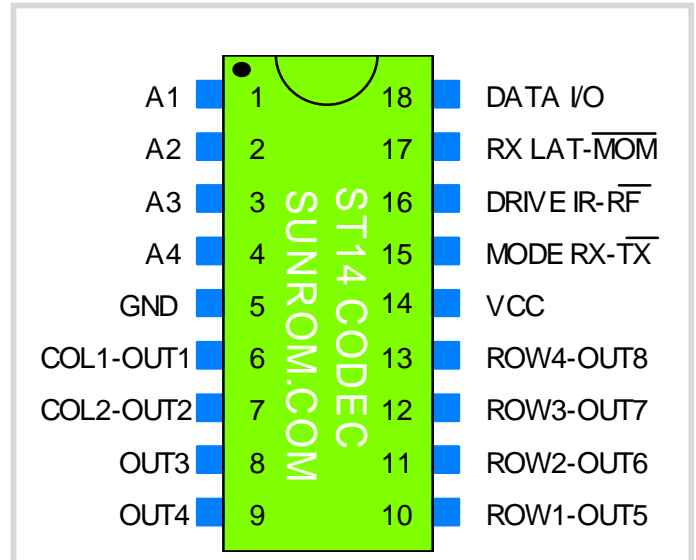 A1 1 18 DATA I/O
A2 2 17 RX LAT-MOM
A3 3 16 DRIVE IR-RF
A4 4 15 MODE RX-TX
GND 5 14 VCC
COL1-OUT1 6 13 ROW4-OUT8
COL2-OUT2 7 12 ROW3-OUT7
OUT3 8 11 ROW2-OUT6
OUT4 9 10 ROW1-OUT5
ST14 CODEC
SUNROM.COM